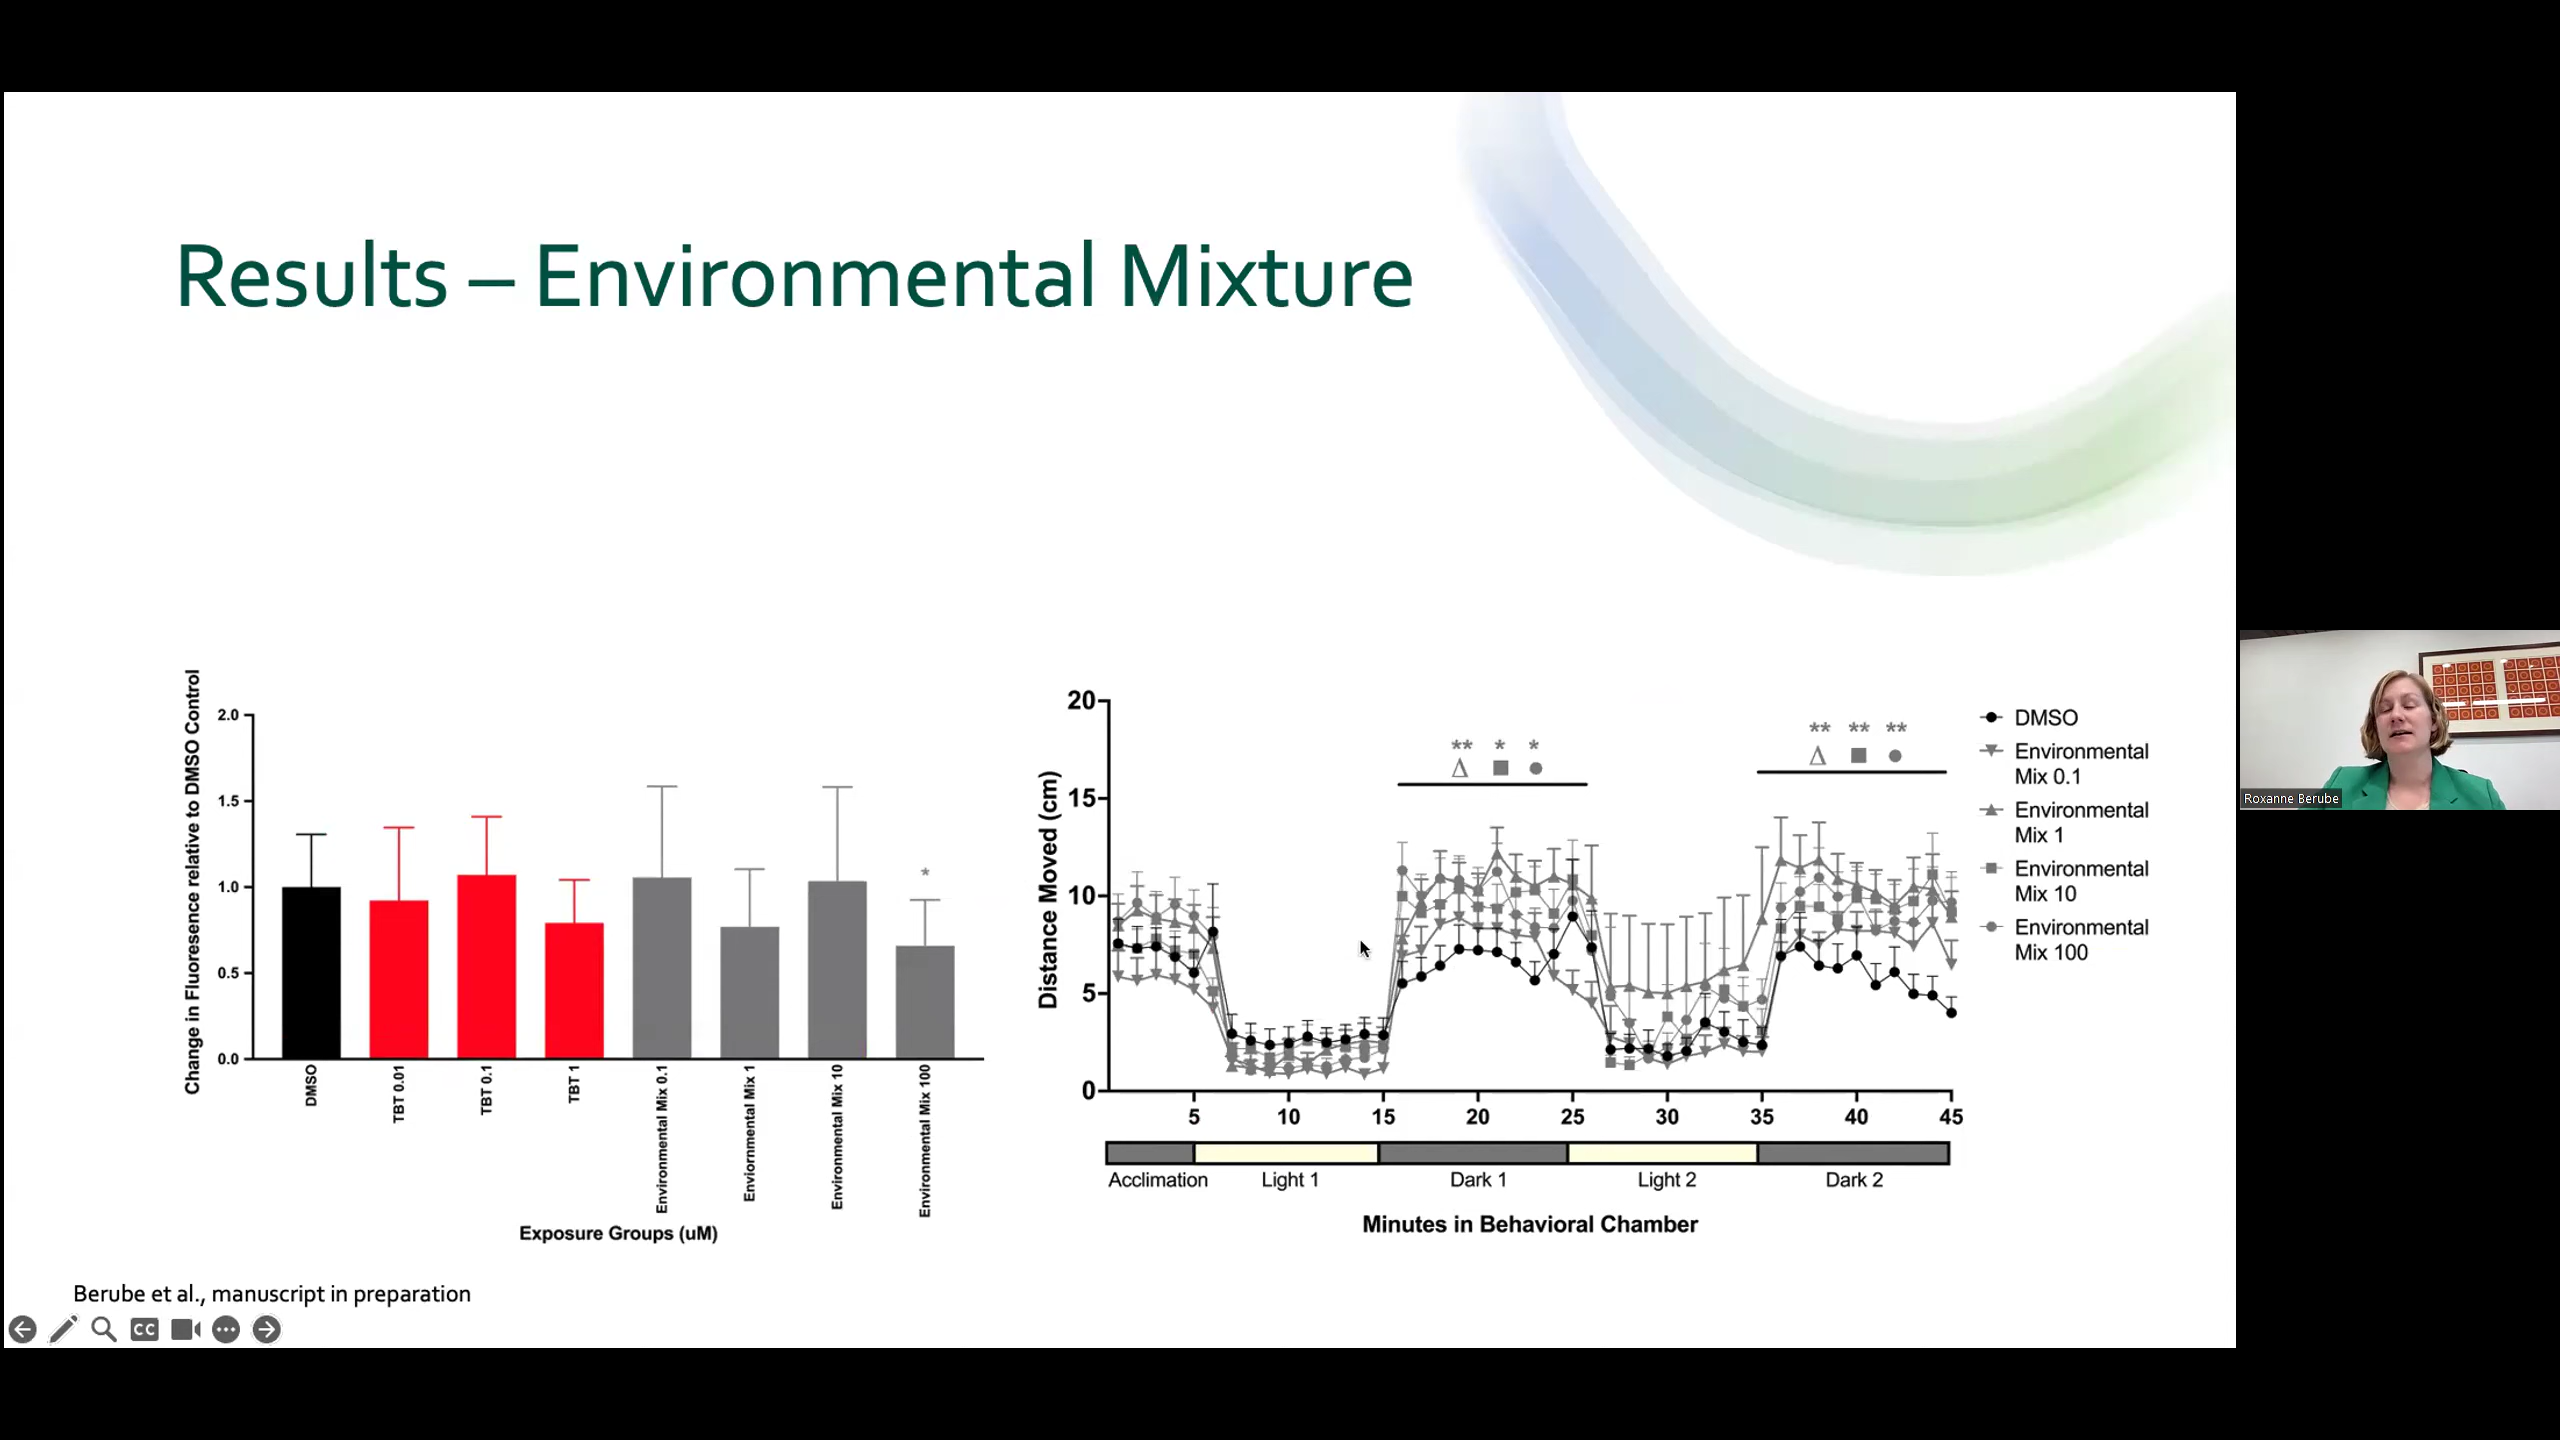 Results – Environmental Mixture
Change in Fluoresence relative to DMSO Control
2.0
1.5
1.0
0.5
0.0
*
DMSO
TBT 0.01
TBT 0.1
TBT 1
Environmental Mix 0.1
Enviornmental Mix 1
Environmental Mix 10
Environmental Mix 100
Exposure Groups (uM)
Distance Moved (cm)
20
15
10
5
0
** * *
** ** **
5 10 15 20 25 30 35 40 45
Acclimation Light 1 Dark 1 Light 2 Dark 2
Minutes in Behavioral Chamber
DMSO
Environmental
Mix 0.1
Environmental
Mix 1
Environmental
Mix 10
Environmental
Mix 100
Roxanne Berube
Berube et al., manuscript in preparation
CC